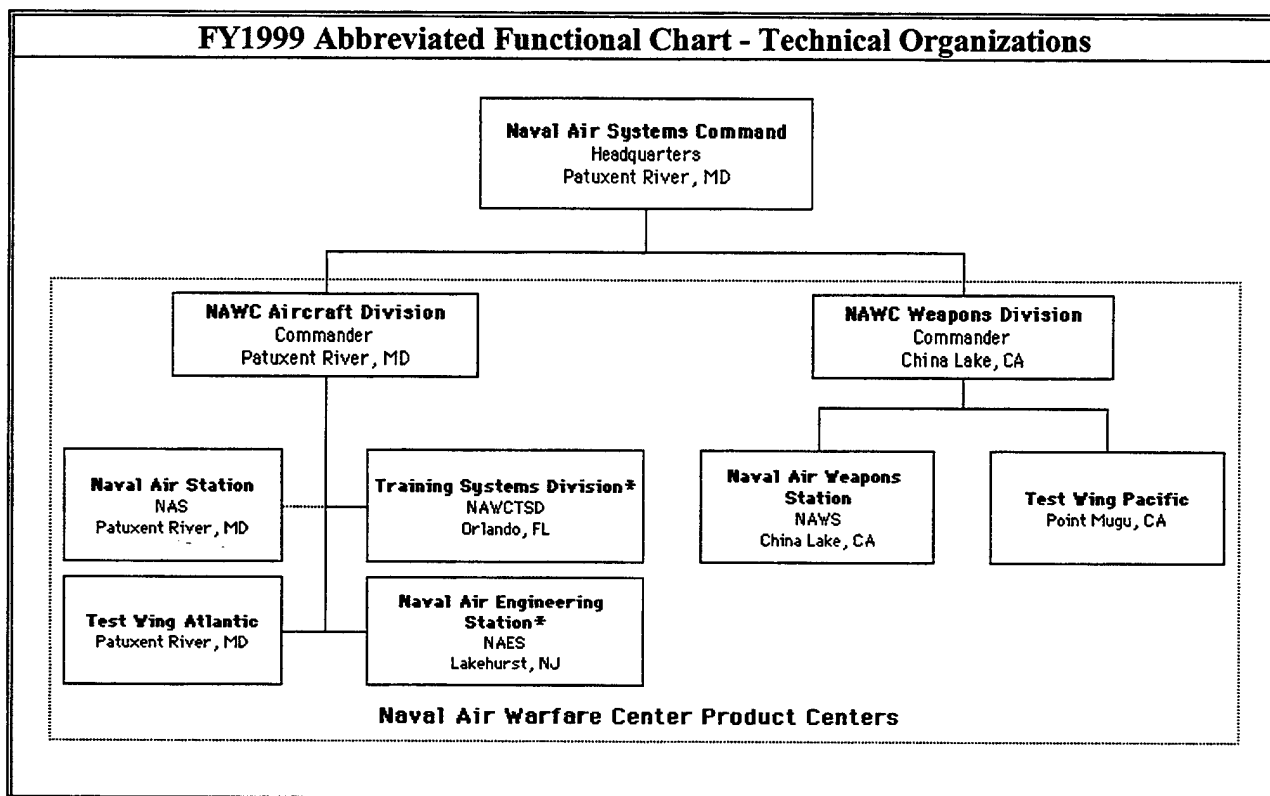 FY1999 Abbreviated Functional Chart - Technical Organizations
Naval Air Systems Command
Headquarters
Patuxent River, MD
NAWC Aircraft Division
Commander
Patuxent River, MD
NAWC Weapons Division
Commander
China Lake, CA
Naval Air Station
NAS
Patuxent River, MD
Training Systems Division*
NAWCTSD
Orlando, FL
Naval Air Weapons
Station
NAWS
China Lake, CA
Test Wing Pacific
Point Mugu, CA
Test Wing Atlantic
Patuxent River, MD
Naval Air Engineering
Station*
NAES
Lakehurst, NJ
Naval Air Warfare Center Product Centers